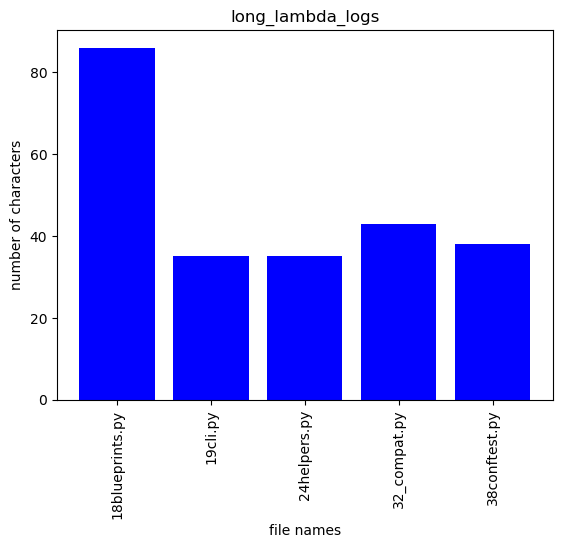 long_lambda_logs
number of characters
80
60
40
20
0
18blueprints.py
19cli.py
24helpers.py
32_compat.py
38conftest.py
file names